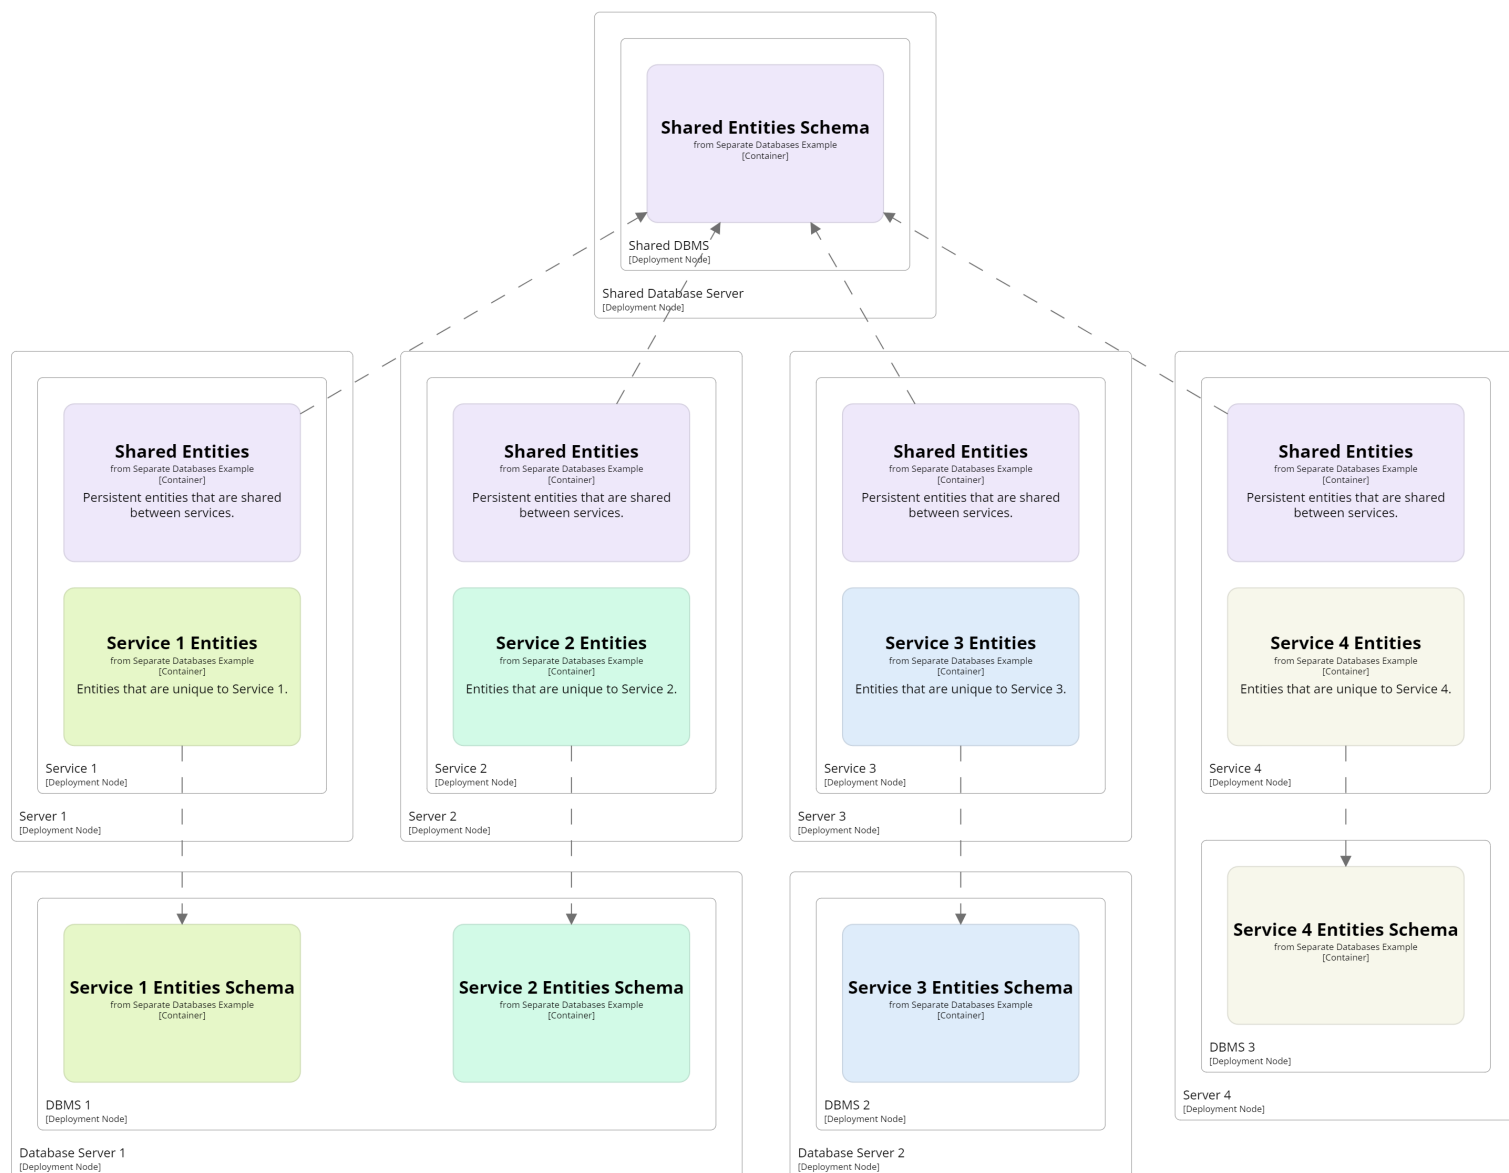 Shared Entities Schema
from Separate Databases Example
[Container]
Shared DBMS
[Deployment Node]
Shared Database Server
[Deployment Node]
Shared Entities
from Separate Databases Example
[Container]
Persistent entities that are shared
between services.
Service 1 Entities
from Separate Databases Example
[Container]
Entities that are unique to Service 1.
Service 1
[Deployment Node]
Server 1
[Deployment Node]
Shared Entities
from Separate Databases Example
[Container]
Persistent entities that are shared
between services.
Service 2 Entities
from Separate Databases Example
[Container]
Entities that are unique to Service 2.
Service 2
[Deployment Node]
Server 2
[Deployment Node]
Shared Entities
from Separate Databases Example
[Container]
Persistent entities that are shared
between services.
Service 3 Entities
from Separate Databases Example
[Container]
Entities that are unique to Service 3.
Service 3
[Deployment Node]
Server 3
[Deployment Node]
Shared Entities
from Separate Databases Example
[Container]
Persistent entities that are shared
between services.
Service 4 Entities
from Separate Databases Example
[Container]
Entities that are unique to Service 4.
Service 4
[Deployment Node]
Service 1 Entities Schema
from Separate Databases Example
[Container]
Service 2 Entities Schema
from Separate Databases Example
[Container]
DBMS 1
[Deployment Node]
Database Server 1
[Deployment Node]
Service 3 Entities Schema
from Separate Databases Example
[Container]
DBMS 2
[Deployment Node]
Database Server 2
[Deployment Node]
Service 4 Entities Schema
from Separate Databases Example
[Container]
DBMS 3
[Deployment Node]
Server 4
[Deployment Node]